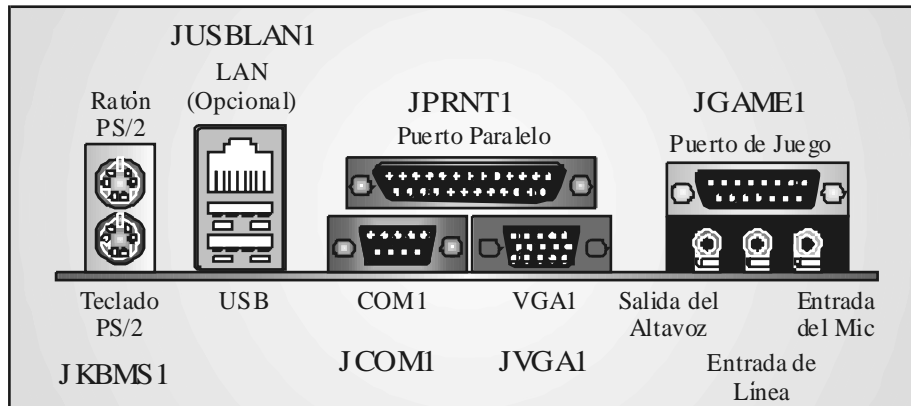 JUSBLAN1
LAN
(Opcional)
Ratón
PS/2
JPRNT1
Puerto Paralelo
JGAME1
Puerto de Juego
Teclado
PS/2
JKBMS1
USB
COM1
JCOM1
VGA1
JVGA1
Salida del
Altavoz
Entrada de
Línea
Entrada
del Mic